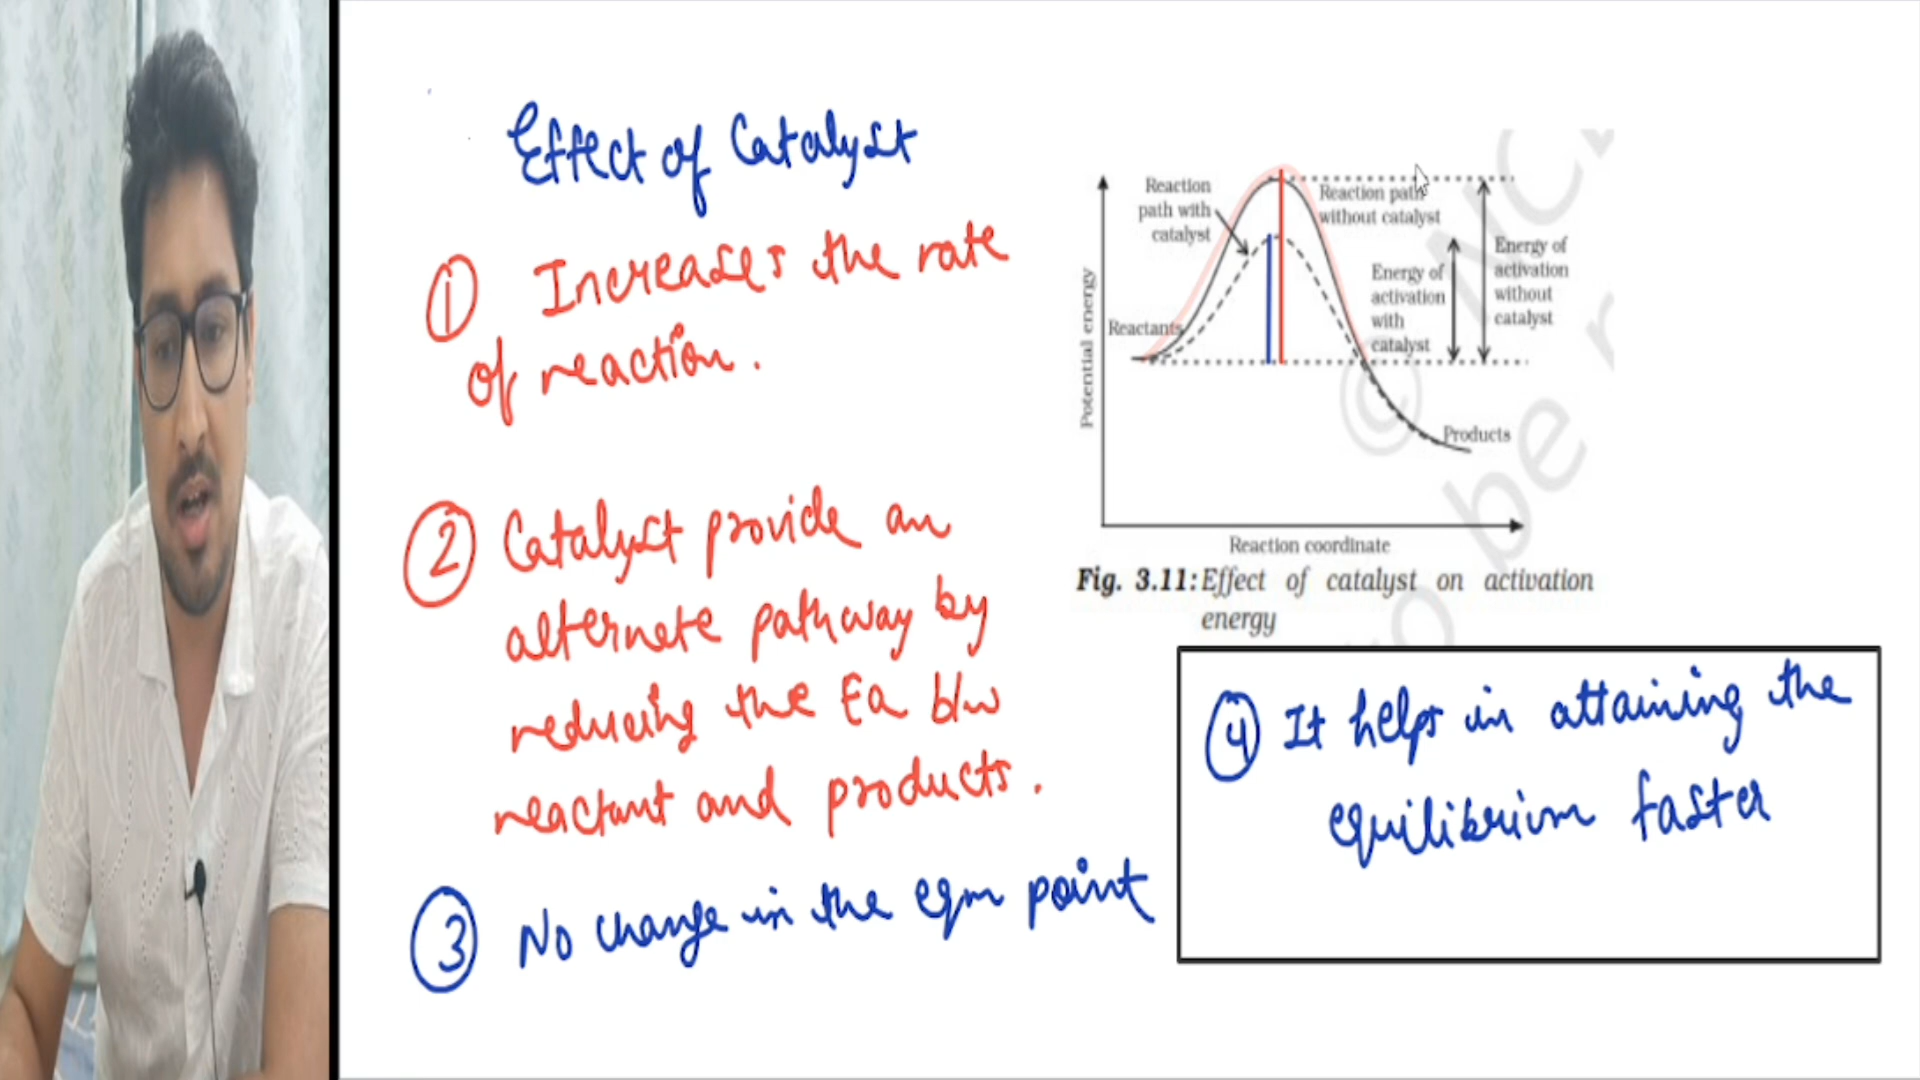 Effect of Catalyst
① Increases the rate
of reaction.
② Catalyst provide an
alternate pathway by
reducing the Ea b/w
reactant and products.
③ No change in the eqm point
Reaction
path with
catalyst
Reaction path
without catalyst
Energy of
activation
with
catalyst
Energy of
activation
without
catalyst
Reactants
Potential energy
Products
Reaction coordinate
Fig. 3.11: Effect of catalyst on activation
energy
④ It helps in attaining the
equilibrium faster
©
be